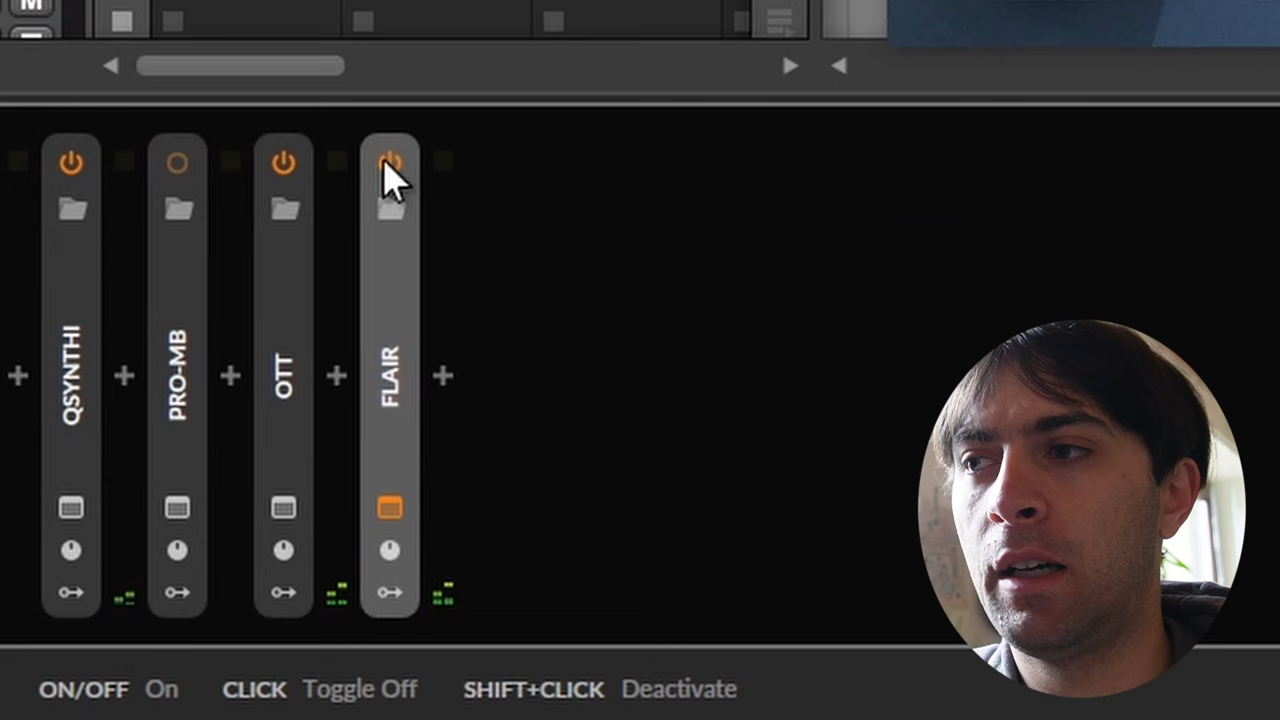 M
QSYNTHI
PRO-MB
OTT
FLAIR
ON/OFF On CLICK Toggle Off SHIFT+CLICK Deactivate